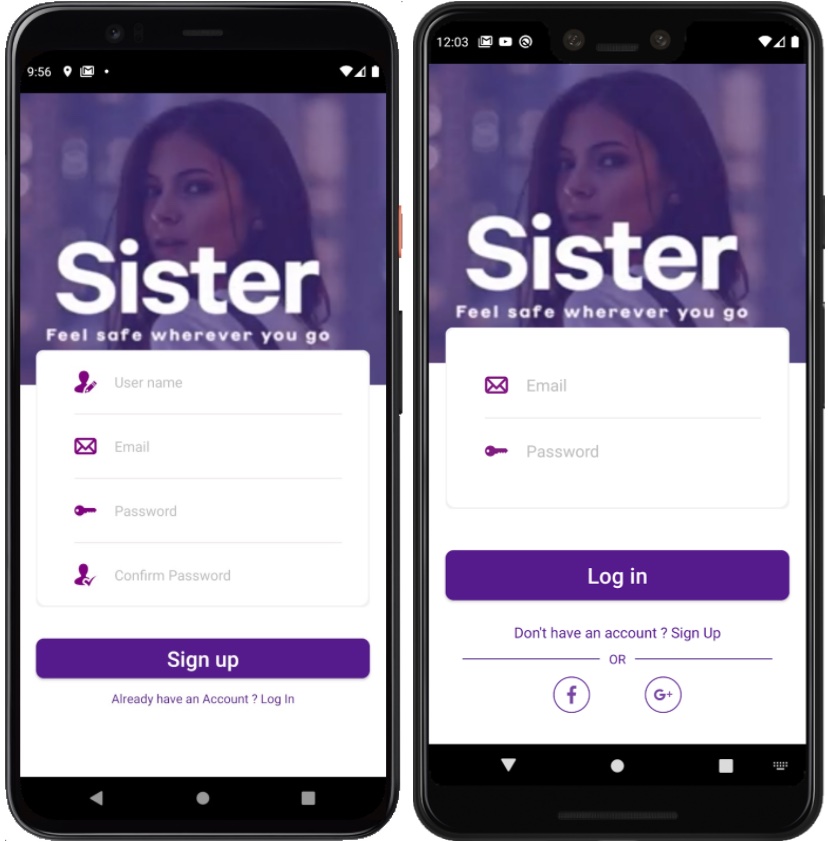 9:56
Sister
Feel safe wherever you go
User name
Email
Password
Confirm Password
Sign up
Already have an Account ? Log In
12:03
Sister
Feel safe wherever you go
Email
Password
Log in
Don't have an account ? Sign Up
OR
f
G+